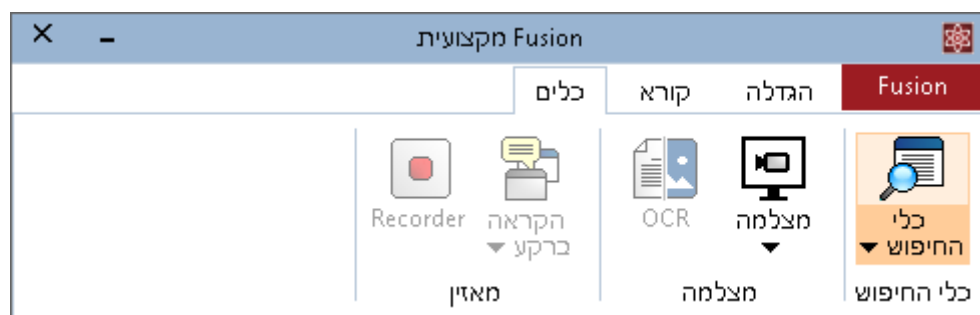 Fusion מקצועית
Fusion הגדלה קורא כלים
כלי החיפוש
מצלמה
OCR
הקראה ברקע
Recorder
כלי החיפוש
מצלמה
מאזין